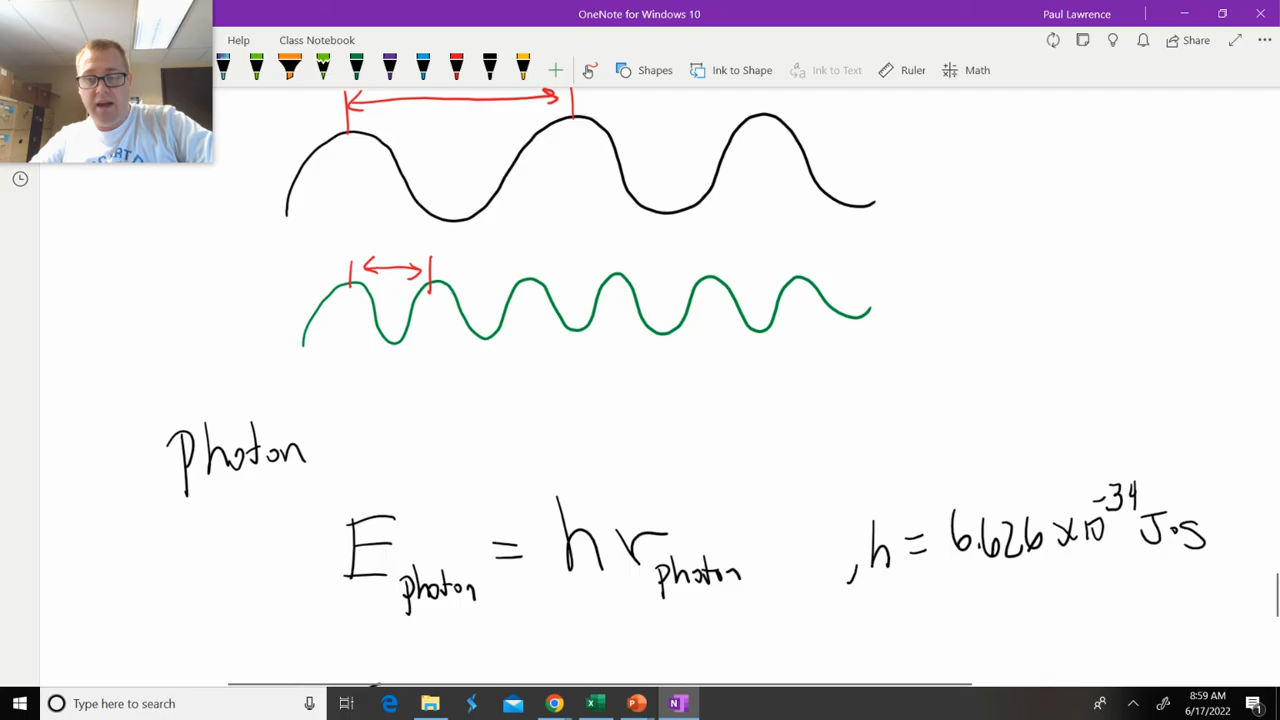 OneNote for Windows 10
Paul Lawrence
Help Class Notebook
Share
Shapes Ink to Shape Ink to Text Ruler Math
photon
E photon = h ν photon , h = 6.626 x 10^-34 J·s
Type here to search
8:59 AM
6/17/2022
1